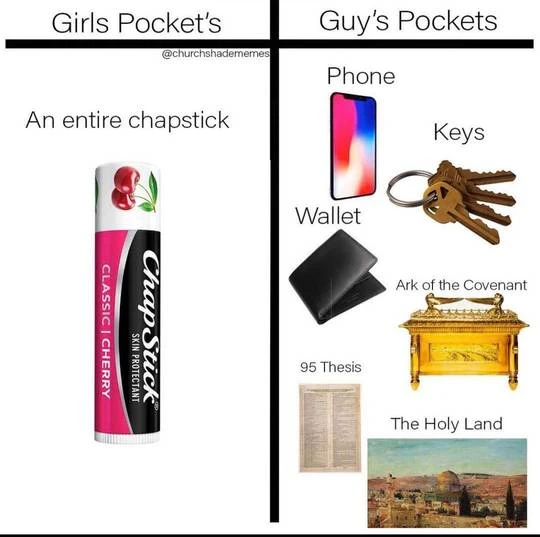 Girls Pocket's
Guy's Pockets
@churchshadememes
An entire chapstick
ChapStick®
SKIN PROTECTANT
CLASSIC | CHERRY
Phone
Keys
Wallet
Ark of the Covenant
95 Thesis
The Holy Land